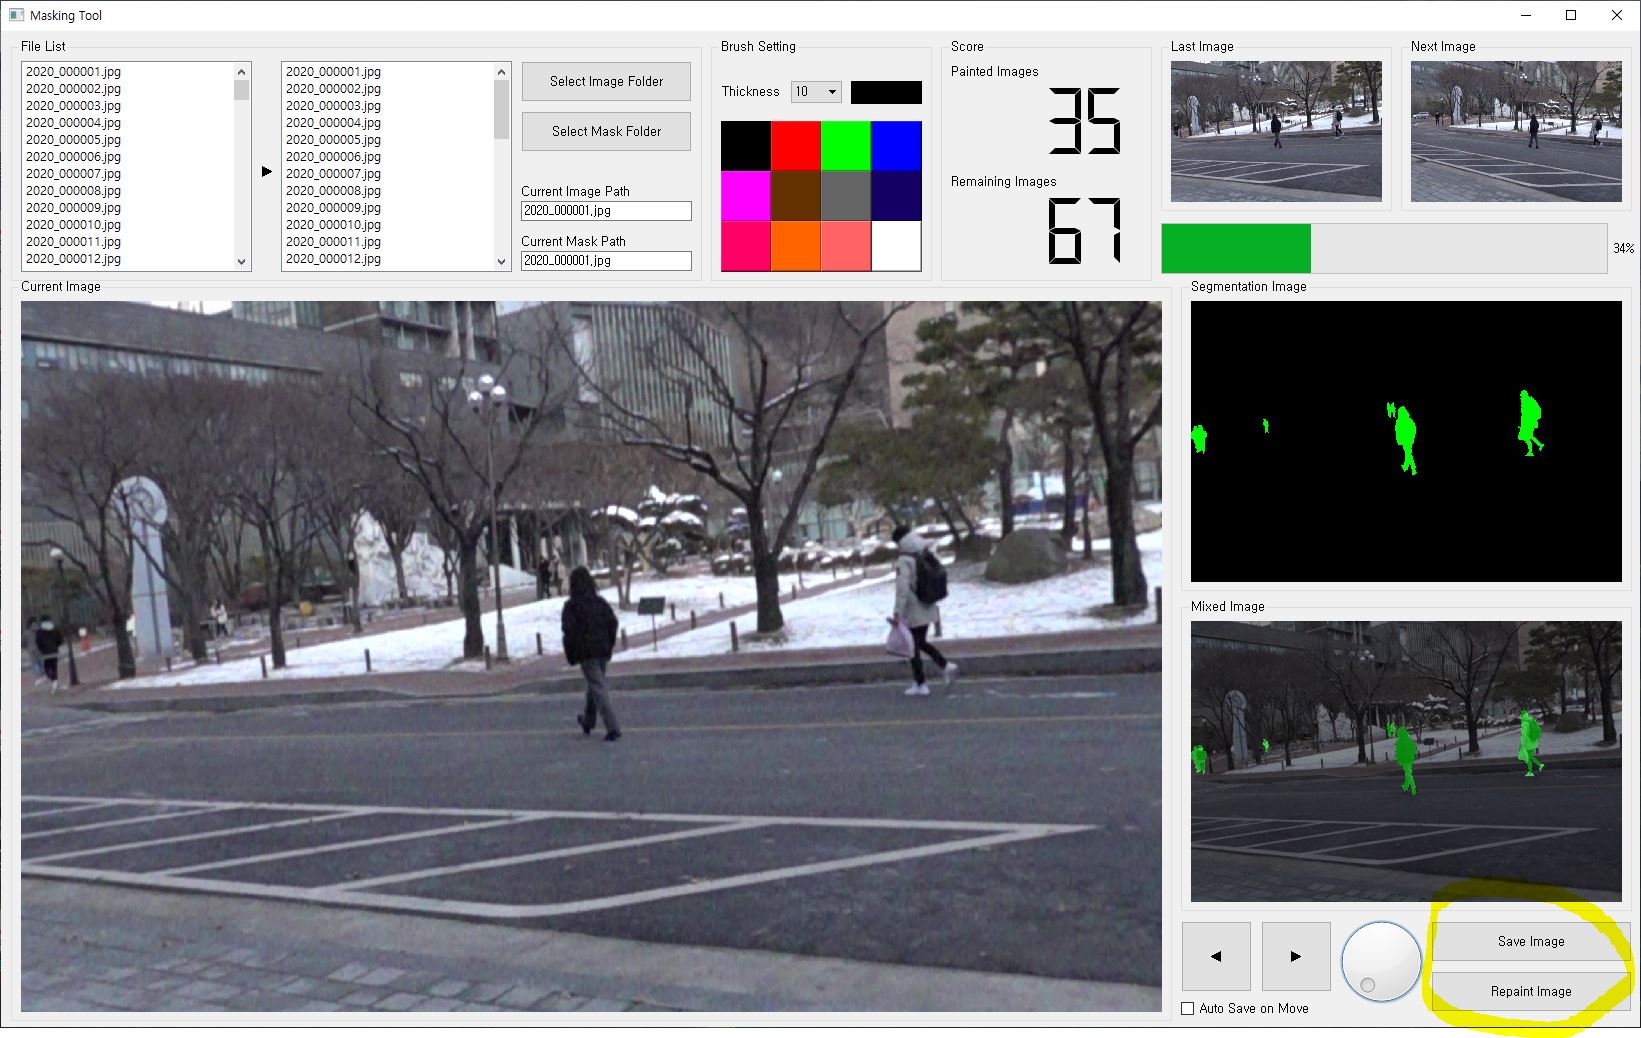 Masking Tool
File List
2020_000001.jpg
2020_000002.jpg
2020_000003.jpg
2020_000004.jpg
2020_000005.jpg
2020_000006.jpg
2020_000007.jpg
2020_000008.jpg
2020_000009.jpg
2020_000010.jpg
2020_000011.jpg
2020_000012.jpg
2020_000001.jpg
2020_000002.jpg
2020_000003.jpg
2020_000004.jpg
2020_000005.jpg
2020_000006.jpg
2020_000007.jpg
2020_000008.jpg
2020_000009.jpg
2020_000010.jpg
2020_000011.jpg
2020_000012.jpg
Select Image Folder
Select Mask Folder
Current Image Path
2020_000001.jpg
Current Mask Path
2020_000001.jpg
Brush Setting
Thickness 10
Score
Painted Images
35
Remaining Images
67
Last Image
Next Image
34%
Current Image
Segmentation Image
Mixed Image
Save Image
Repaint Image
Auto Save on Move